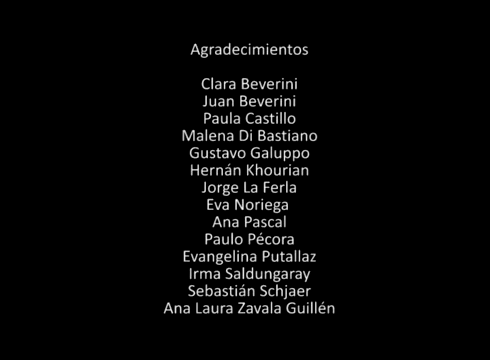 Agradecimientos
Clara Beverini
Juan Beverini
Paula Castillo
Malena Di Bastiano
Gustavo Galuppo
Hernán Khourian
Jorge La Ferla
Eva Noriega
Ana Pascal
Paulo Pécora
Evangelina Putallaz
Irma Saldungaray
Sebastián Schjaer
Ana Laura Zavala Guillén